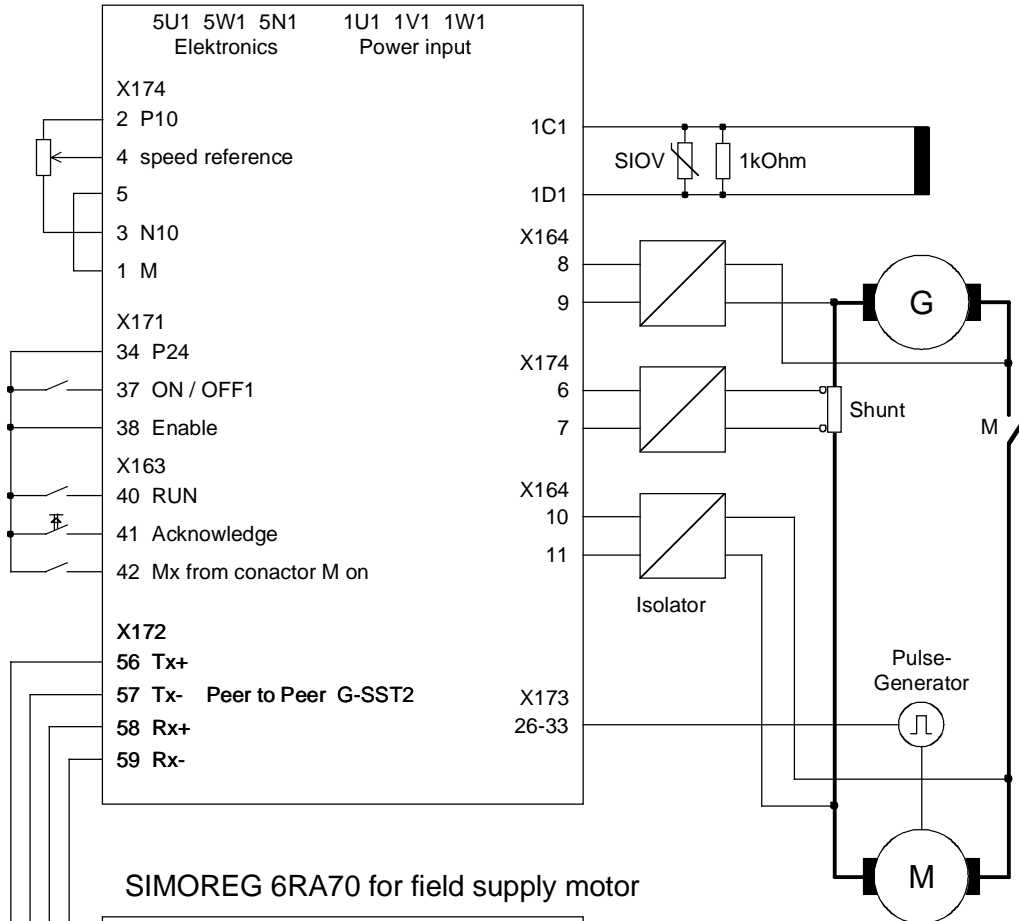 5U1 5W1 5N1 1U1 1V1 1W1
Elektronics Power input
X174
2 P10
4 speed reference
5
3 N10
1 M
X171
34 P24
37 ON / OFF1
38 Enable
X163
40 RUN
41 Acknowledge
42 Mx from conactor M on
X172
56 Tx+
57 Tx- Peer to Peer G-SST2
58 Rx+
59 Rx-
1C1
1D1
X164
8
9
X174
6
7
X164
10
11
X173
26-33
SIOV
1kOhm
G
Shunt
M
Isolator
Pulse-
Generator
M
SIMOREG 6RA70 for field supply motor